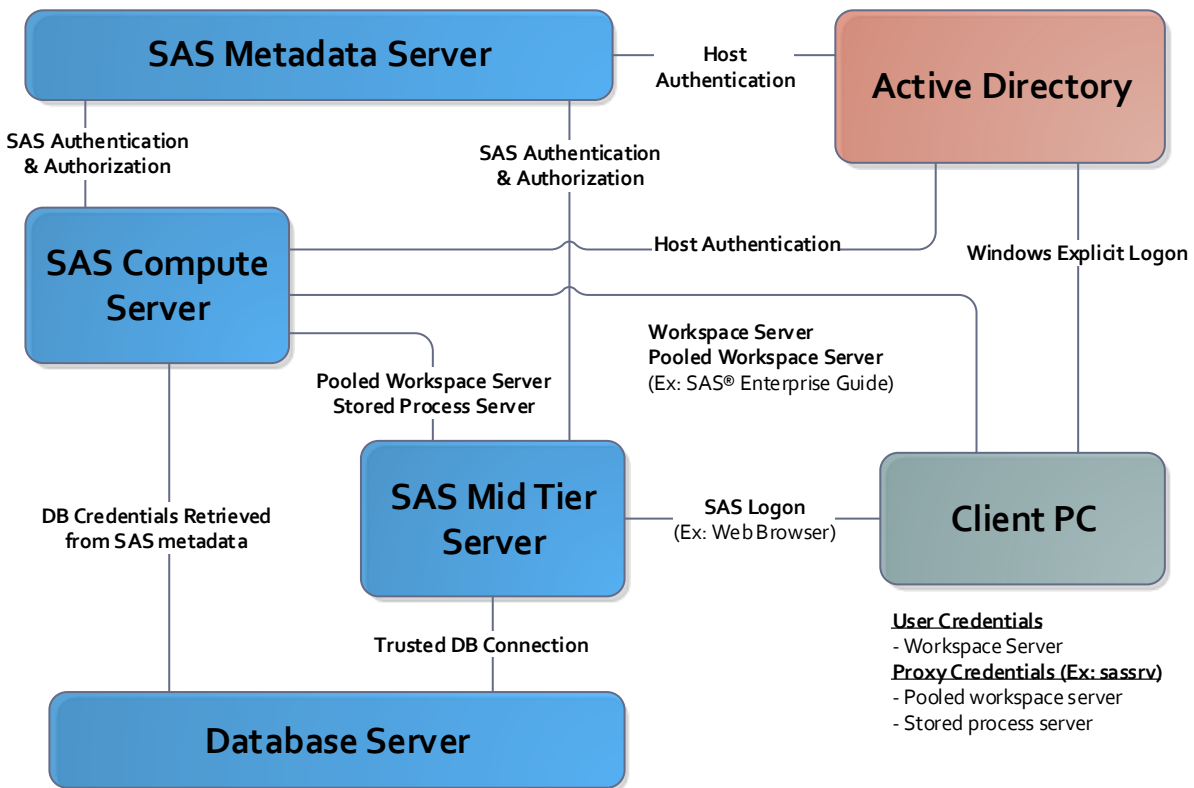 SAS Metadata Server
Host
Authentication
Active Directory
SAS Authentication
& Authorization
SAS Authentication
& Authorization
SAS Compute
Server
Host Authentication
Windows Explicit Logon
Workspace Server
Pooled Workspace Server
(Ex: SAS® Enterprise Guide)
Pooled Workspace Server
Stored Process Server
DB Credentials Retrieved
from SAS metadata
SAS Mid Tier
Server
SAS Logon
(Ex: Web Browser)
Client PC
User Credentials
- Workspace Server
Proxy Credentials (Ex: sassrv)
- Pooled workspace server
- Stored process server
Trusted DB Connection
Database Server